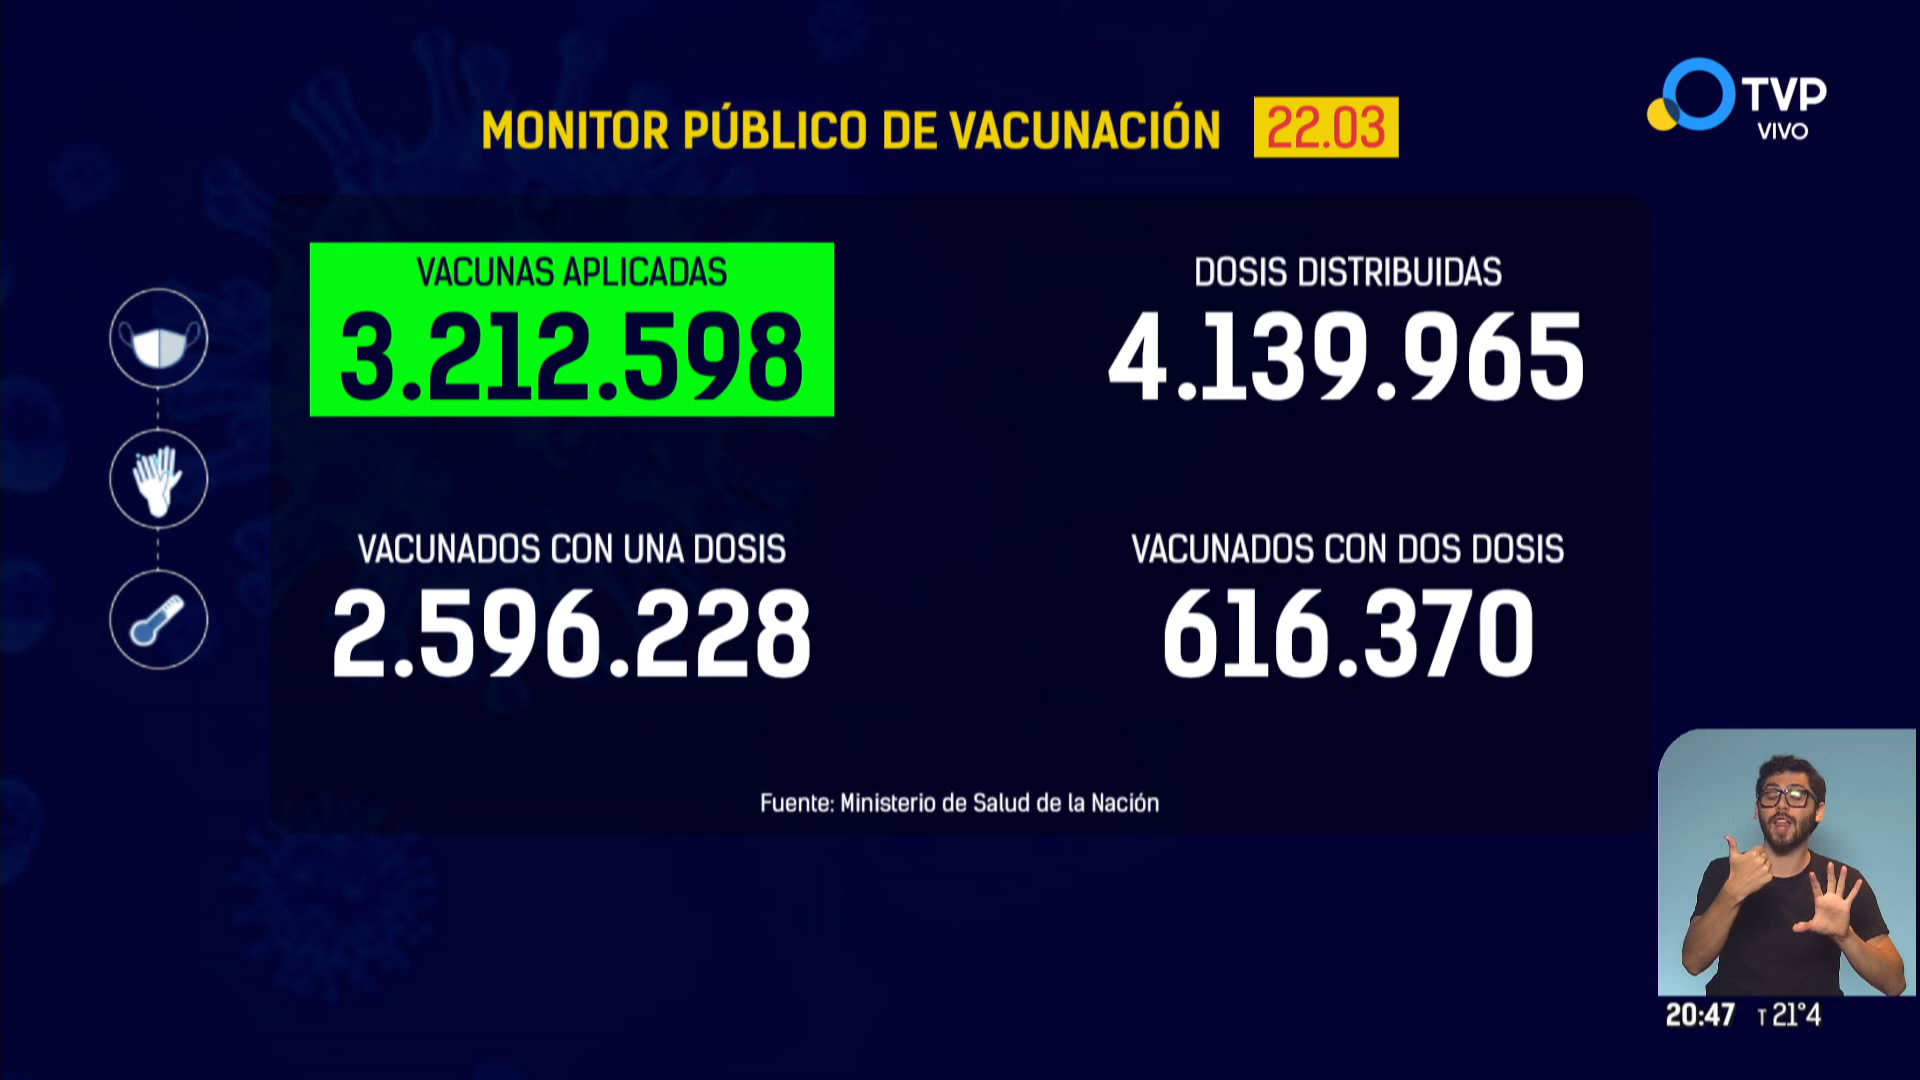 MONITOR PÚBLICO DE VACUNACIÓN 22.03
TVP
VIVO
VACUNAS APLICADAS
3.212.598
DOSIS DISTRIBUIDAS
4.139.965
VACUNADOS CON UNA DOSIS
2.596.228
VACUNADOS CON DOS DOSIS
616.370
Fuente: Ministerio de Salud de la Nación
20:47 T 21°4